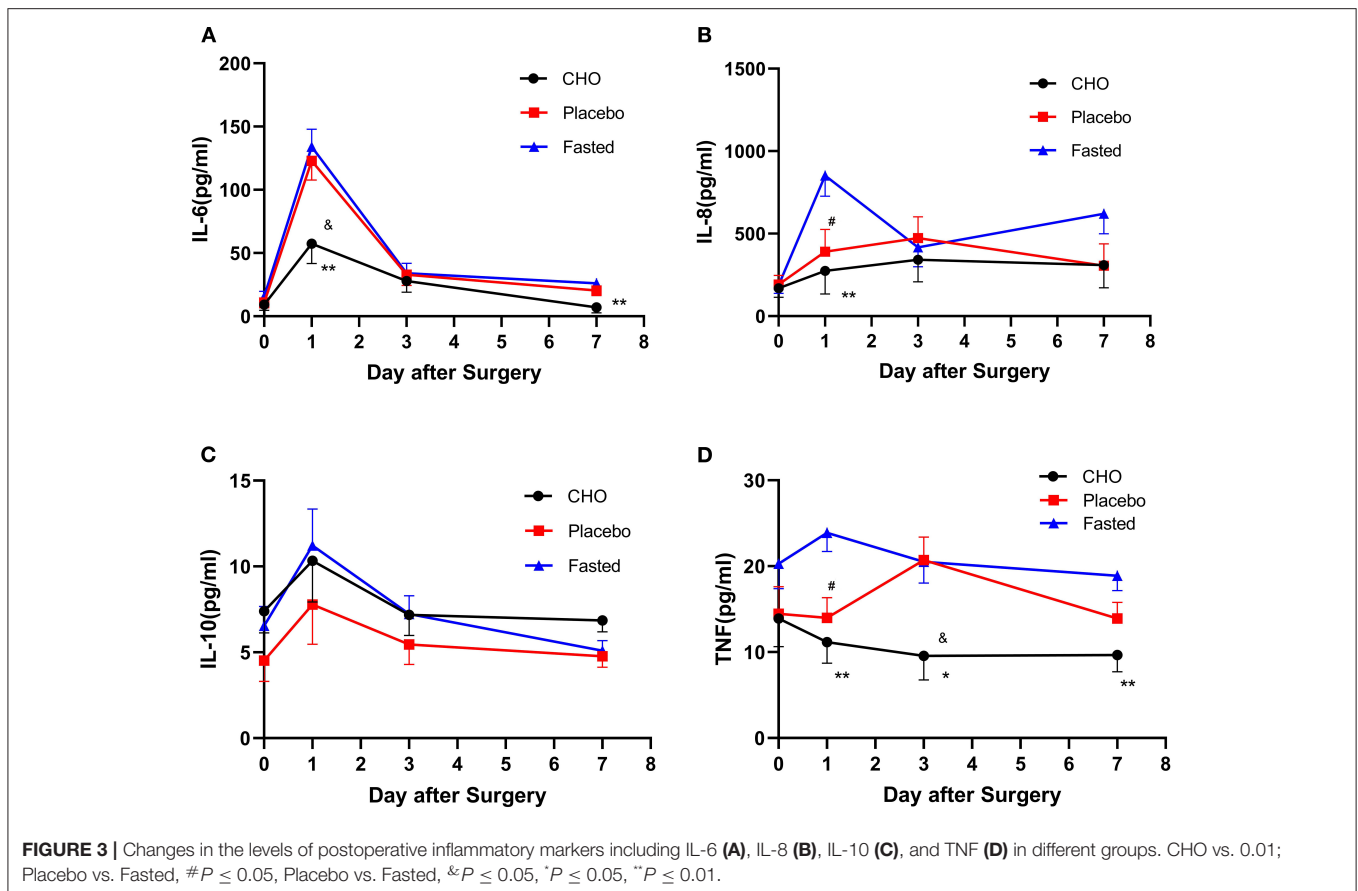 A
200
150
100
50
0
IL-6(pg/ml)
0 1 2 3 4 5 6 7 8
Day after Surgery
CHO
Placebo
Fasted
&
**
**
B
1500
1000
500
0
IL-8(pg/ml)
0 1 2 3 4 5 6 7 8
Day after Surgery
CHO
Placebo
Fasted
#
**
C
15
10
5
0
IL-10(pg/ml)
0 1 2 3 4 5 6 7 8
Day after Surgery
CHO
Placebo
Fasted
D
30
20
10
0
TNF(pg/ml)
0 1 2 3 4 5 6 7 8
Day after Surgery
CHO
Placebo
Fasted
#
**
&
*
**
FIGURE 3 | Changes in the levels of postoperative inflammatory markers including IL-6 (A), IL-8 (B), IL-10 (C), and TNF (D) in different groups. CHO vs. 0.01;
Placebo vs. Fasted, #P ≤ 0.05, Placebo vs. Fasted, &P ≤ 0.05, *P ≤ 0.05, **P ≤ 0.01.